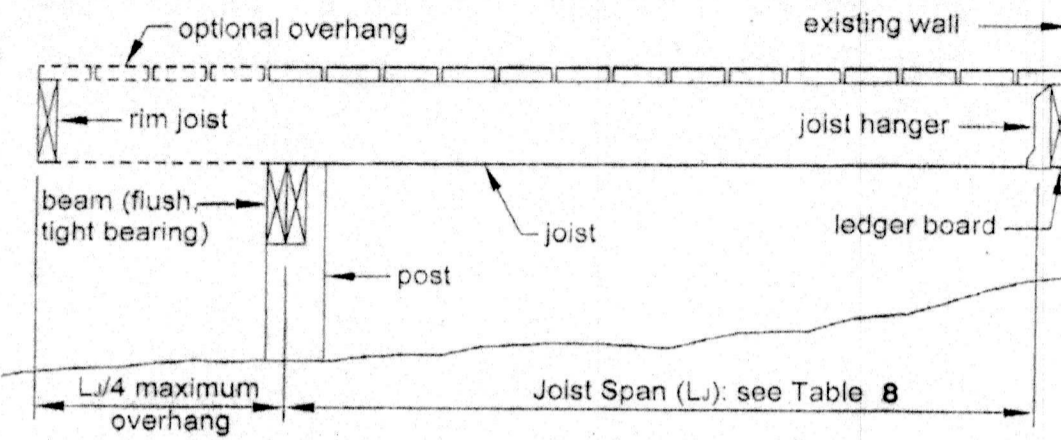 optional overhang
existing wall
rim joist
joist hanger
beam (flush,
tight bearing)
joist
ledger board
post
LJ/4 maximum
overhang
Joist Span (LJ): see Table 8